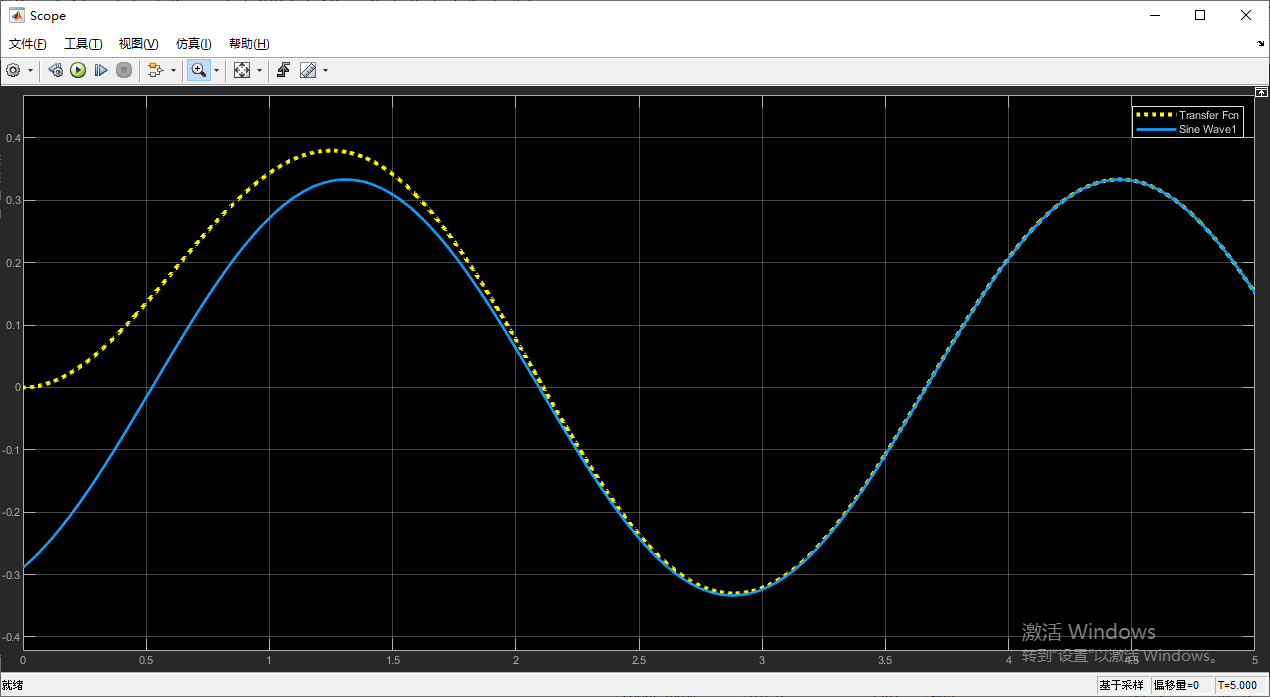 Scope
文件(F) 工具(T) 视图(V) 仿真(I) 帮助(H)
Transfer Fcn
Sine Wave1
0.4
0.3
0.2
0.1
0
-0.1
-0.2
-0.3
-0.4
0 0.5 1 1.5 2 2.5 3 3.5 4 4.5 5
激活 Windows
转到“设置”以激活 Windows。
就绪 基于采样 偏移量=0 T=5.000